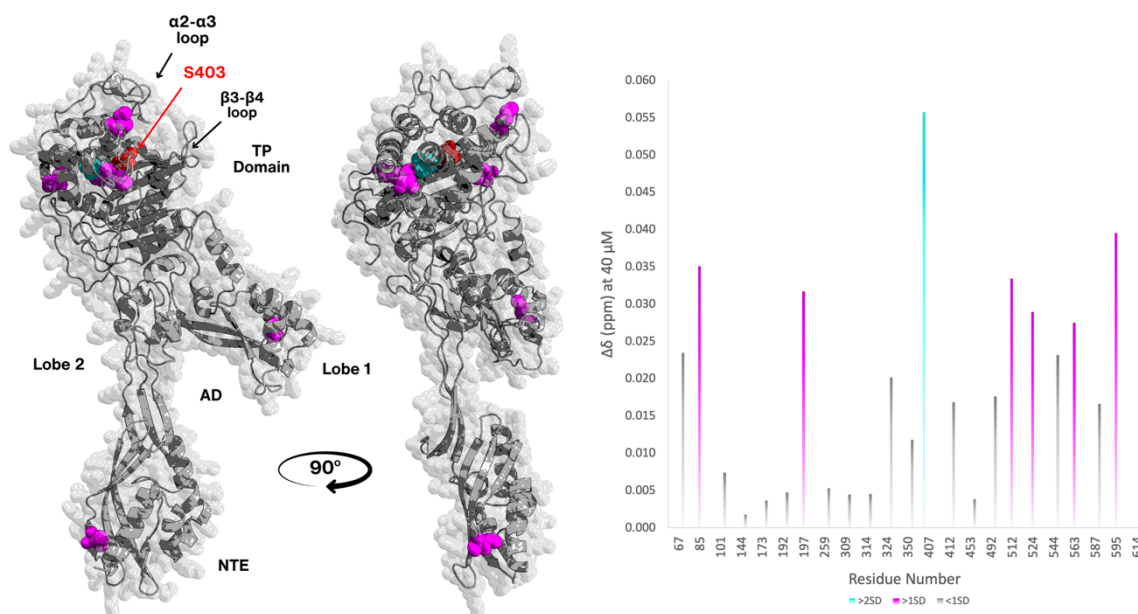 α2-α3
loop
S403
β3-β4
loop
TP
Domain
Lobe 2
Lobe 1
AD
90°
NTE
Δδ (ppm) at 40 μM
0.060
0.055
0.050
0.045
0.040
0.035
0.030
0.025
0.020
0.015
0.010
0.005
0.000
67 85 101 144 173 192 197 259 309 314 324 350 407 412 453 492 512 524 544 563 587 595
Residue Number
>2SD >1SD <1SD